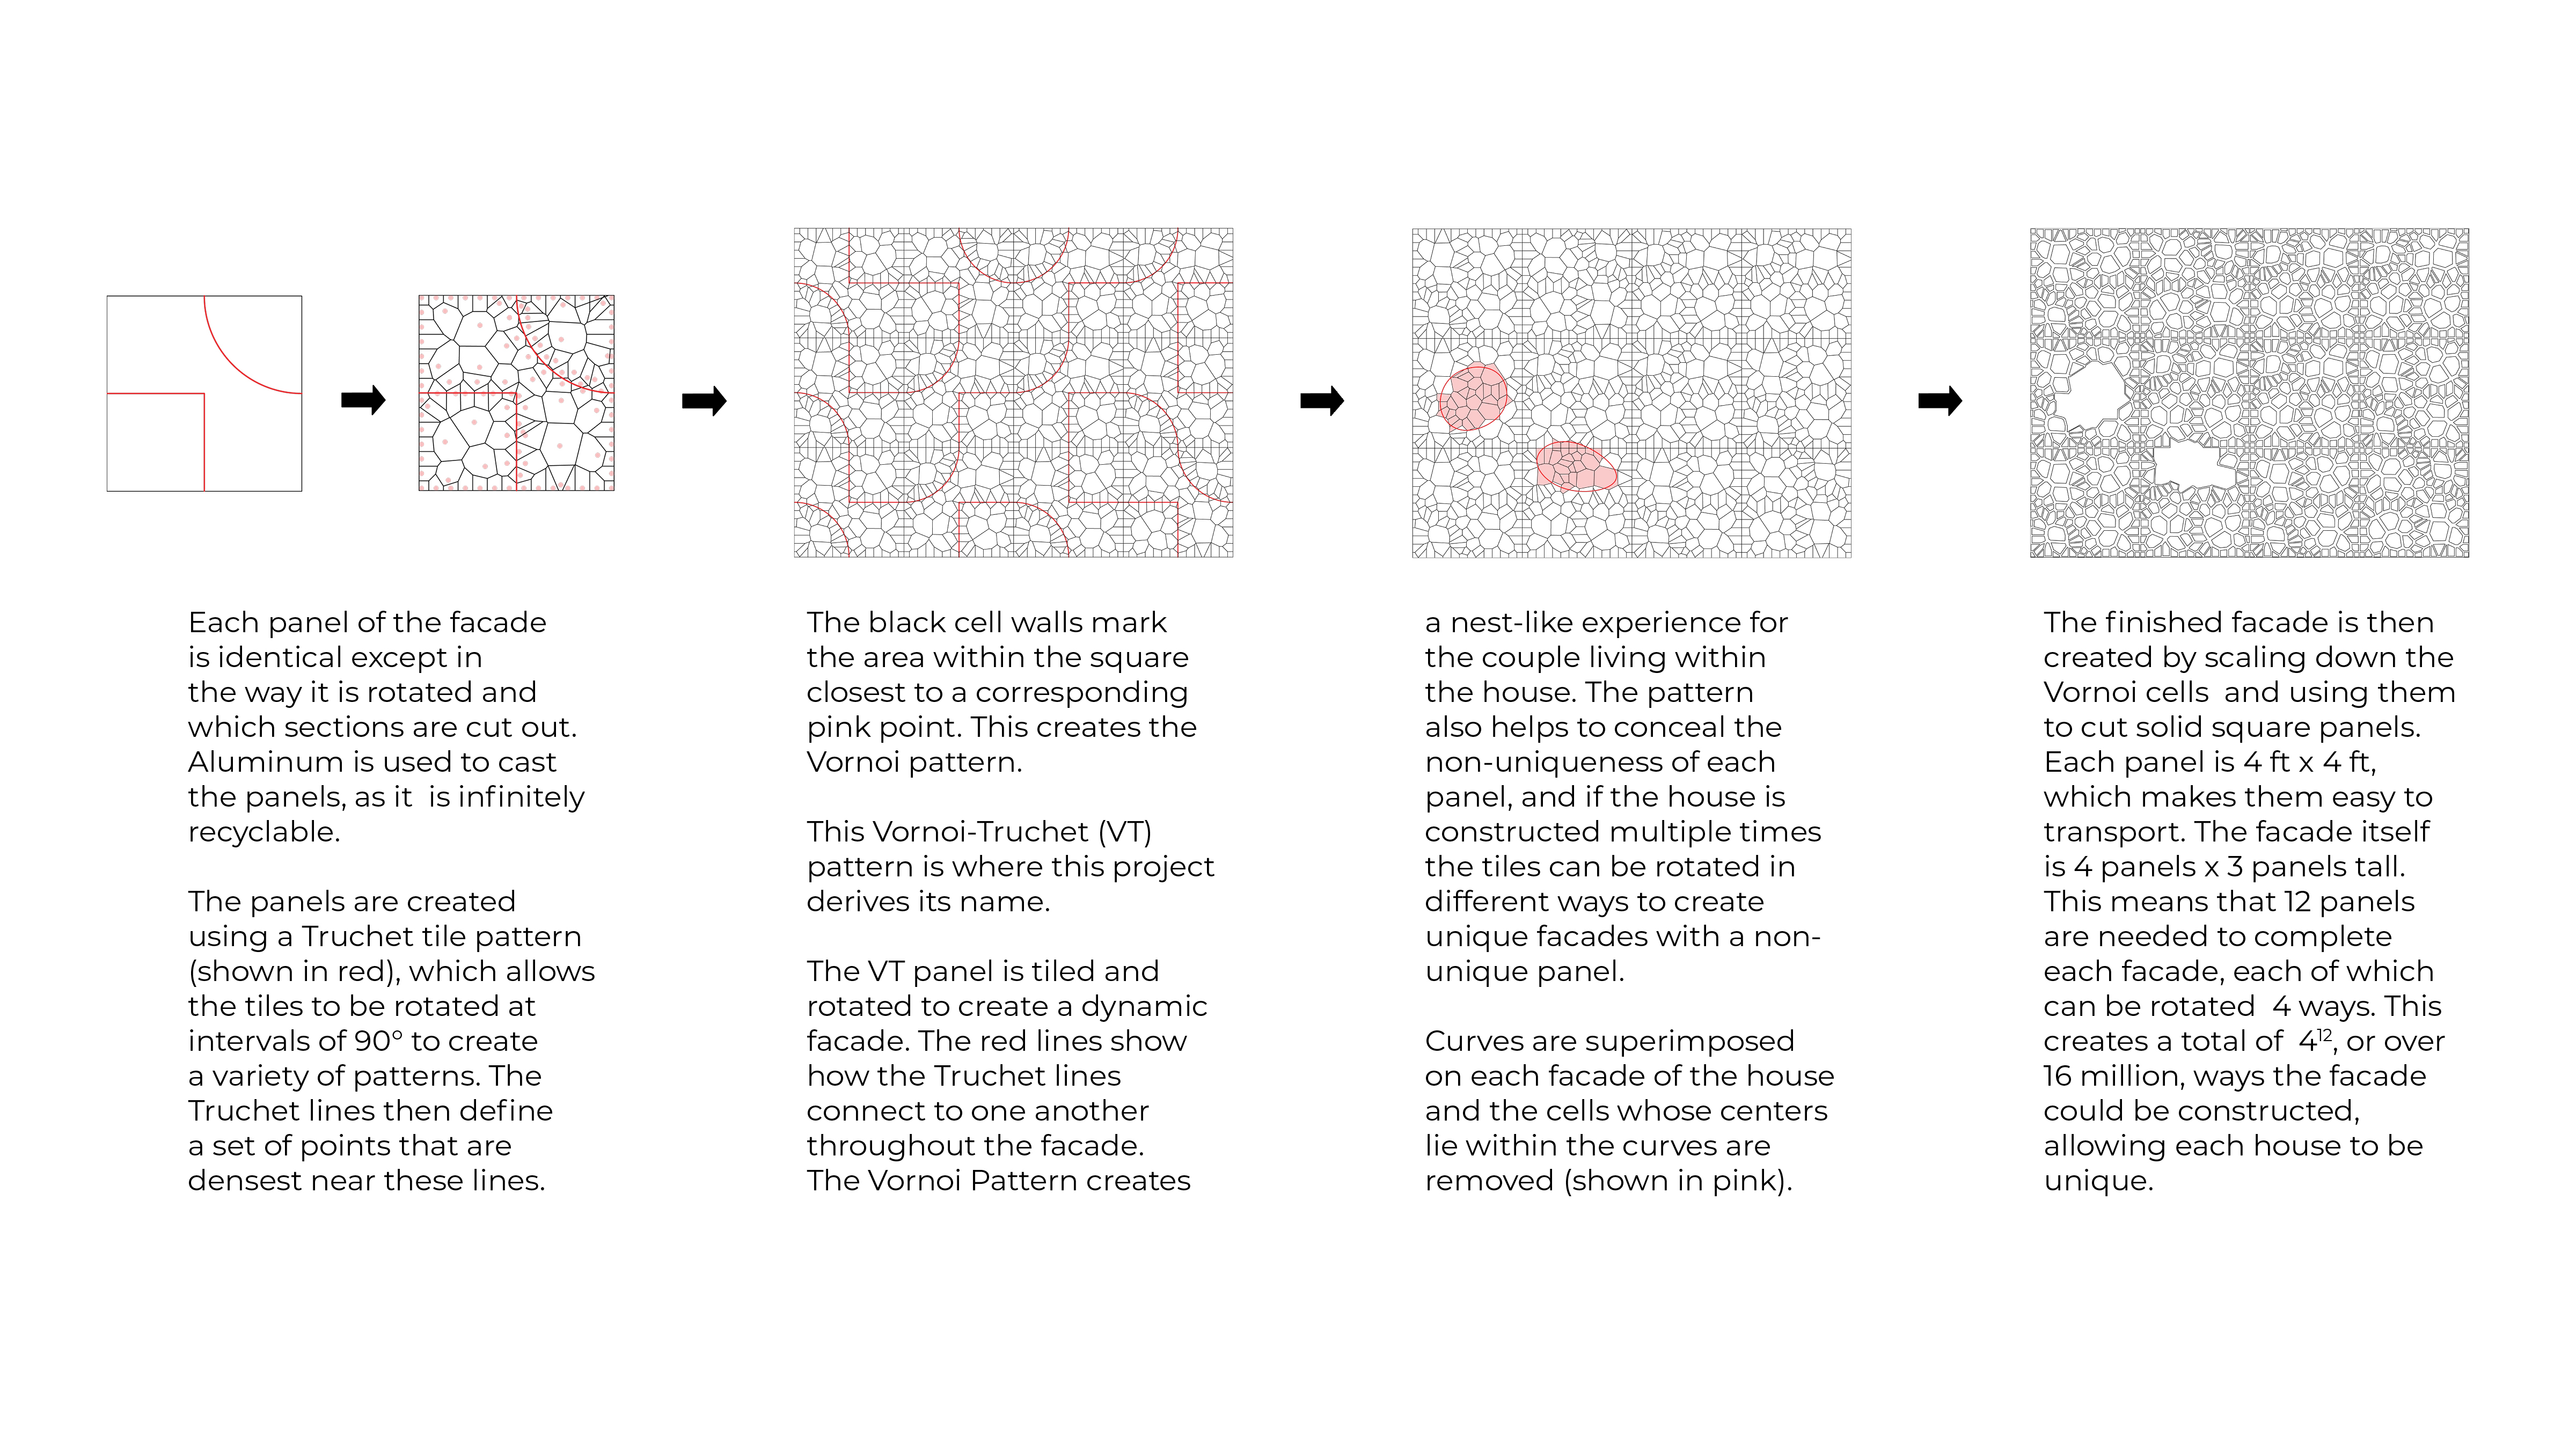 Each panel of the facade
is identical except in
the way it is rotated and
which sections are cut out.
Aluminum is used to cast
the panels, as it  is infinitely
recyclable.
The panels are created
using a Truchet tile pattern
(shown in red), which allows
the tiles to be rotated at
intervals of 90° to create
a variety of patterns. The
Truchet lines then define
a set of points that are
densest near these lines.
The black cell walls mark
the area within the square
closest to a corresponding
pink point. This creates the
Vornoi pattern.
This Vornoi-Truchet (VT)
pattern is where this project
derives its name.
The VT panel is tiled and
rotated to create a dynamic
facade. The red lines show
how the Truchet lines
connect to one another
throughout the facade.
The Vornoi Pattern creates
a nest-like experience for
the couple living within
the house. The pattern
also helps to conceal the
non-uniqueness of each
panel, and if the house is
constructed multiple times
the tiles can be rotated in
different ways to create
unique facades with a non-
unique panel.
Curves are superimposed
on each facade of the house
and the cells whose centers
lie within the curves are
removed (shown in pink).
The finished facade is then
created by scaling down the
Vornoi cells  and using them
to cut solid square panels.
Each panel is 4 ft x 4 ft,
which makes them easy to
transport. The facade itself
is 4 panels x 3 panels tall.
This means that 12 panels
are needed to complete
each facade, each of which
can be rotated  4 ways. This
creates a total of  4¹², or over
16 million, ways the facade
could be constructed,
allowing each house to be
unique.